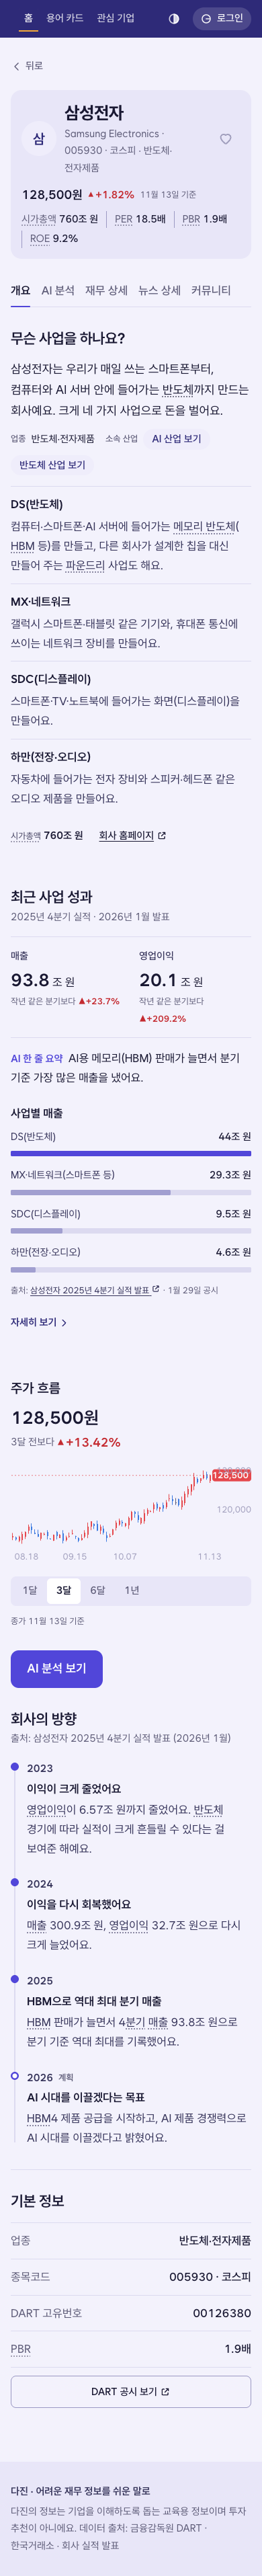 홈 용어 카드 관심 기업 로그인
뒤로
삼
삼성전자
Samsung Electronics ·
005930 · 코스피 · 반도체·
전자제품
128,500원 ▲+1.82% 11월 13일 기준
시가총액 760조 원 PER 18.5배 PBR 1.9배
ROE 9.2%
개요 AI 분석 재무 상세 뉴스 상세 커뮤니티
무슨 사업을 하나요?
삼성전자는 우리가 매일 쓰는 스마트폰부터,
컴퓨터와 AI 서버 안에 들어가는 반도체까지 만드는
회사예요. 크게 네 가지 사업으로 돈을 벌어요.
업종 반도체·전자제품 소속 산업 AI 산업 보기
반도체 산업 보기
DS(반도체)
컴퓨터·스마트폰·AI 서버에 들어가는 메모리 반도체(
HBM 등)를 만들고, 다른 회사가 설계한 칩을 대신
만들어 주는 파운드리 사업도 해요.
MX·네트워크
갤럭시 스마트폰·태블릿 같은 기기와, 휴대폰 통신에
쓰이는 네트워크 장비를 만들어요.
SDC(디스플레이)
스마트폰·TV·노트북에 들어가는 화면(디스플레이)을
만들어요.
하만(전장·오디오)
자동차에 들어가는 전자 장비와 스피커·헤드폰 같은
오디오 제품을 만들어요.
시가총액 760조 원 회사 홈페이지
최근 사업 성과
2025년 4분기 실적 · 2026년 1월 발표
매출 영업이익
93.8 조 원 20.1 조 원
작년 같은 분기보다 ▲+23.7% 작년 같은 분기보다
▲+209.2%
AI 한 줄 요약 AI용 메모리(HBM) 판매가 늘면서 분기
기준 가장 많은 매출을 냈어요.
사업별 매출
DS(반도체) 44조 원
MX·네트워크(스마트폰 등) 29.3조 원
SDC(디스플레이) 9.5조 원
하만(전장·오디오) 4.6조 원
출처: 삼성전자 2025년 4분기 실적 발표 · 1월 29일 공시
자세히 보기
주가 흐름
128,500원
3달 전보다 ▲+13.42%
128,500
120,000
08.18 09.15 10.07 11.13
1달 3달 6달 1년
종가 11월 13일 기준
AI 분석 보기
회사의 방향
출처: 삼성전자 2025년 4분기 실적 발표 (2026년 1월)
2023
이익이 크게 줄었어요
영업이익이 6.57조 원까지 줄었어요. 반도체
경기에 따라 실적이 크게 흔들릴 수 있다는 걸
보여준 해예요.
2024
이익을 다시 회복했어요
매출 300.9조 원, 영업이익 32.7조 원으로 다시
크게 늘었어요.
2025
HBM으로 역대 최대 분기 매출
HBM 판매가 늘면서 4분기 매출 93.8조 원으로
분기 기준 역대 최대를 기록했어요.
2026 계획
AI 시대를 이끌겠다는 목표
HBM4 제품 공급을 시작하고, AI 제품 경쟁력으로
AI 시대를 이끌겠다고 밝혔어요.
기본 정보
업종 반도체·전자제품
종목코드 005930 · 코스피
DART 고유번호 00126380
PBR 1.9배
DART 공시 보기
다진 · 어려운 재무 정보를 쉬운 말로
다진의 정보는 기업을 이해하도록 돕는 교육용 정보이며 투자
추천이 아니에요. 데이터 출처: 금융감독원 DART ·
한국거래소 · 회사 실적 발표